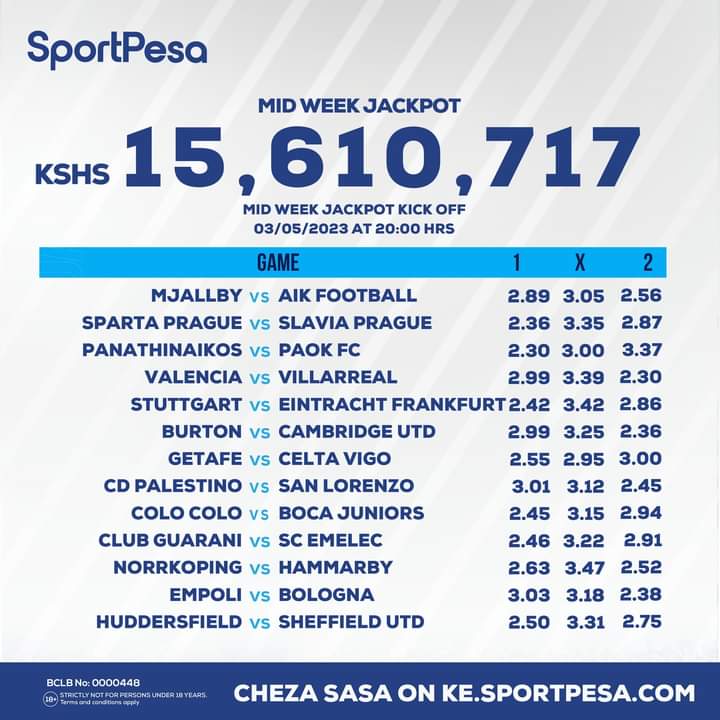 SportPesa
MID WEEK JACKPOT
KSHS 15,610,717
MID WEEK JACKPOT KICK OFF
03/05/2023 AT 20:00 HRS
GAME 1 X 2
MJALLBY VS AIK FOOTBALL 2.89 3.05 2.56
SPARTA PRAGUE VS SLAVIA PRAGUE 2.36 3.35 2.87
PANATHINAIKOS VS PAOK FC 2.30 3.00 3.37
VALENCIA VS VILLARREAL 2.99 3.39 2.30
STUTTGART VS EINTRACHT FRANKFURT 2.42 3.42 2.86
BURTON VS CAMBRIDGE UTD 2.99 3.25 2.36
GETAFE VS CELTA VIGO 2.55 2.95 3.00
CD PALESTINO VS SAN LORENZO 3.01 3.12 2.45
COLO COLO VS BOCA JUNIORS 2.45 3.15 2.94
CLUB GUARANI VS SC EMELEC 2.46 3.22 2.91
NORRKOPING VS HAMMARBY 2.63 3.47 2.52
EMPOLI VS BOLOGNA 3.03 3.18 2.38
HUDDERSFIELD VS SHEFFIELD UTD 2.50 3.31 2.75
BCLB No: 0000448
18+ STRICTLY NOT FOR PERSONS UNDER 18 YEARS.
Terms and conditions apply
CHEZA SASA ON KE.SPORTPESA.COM